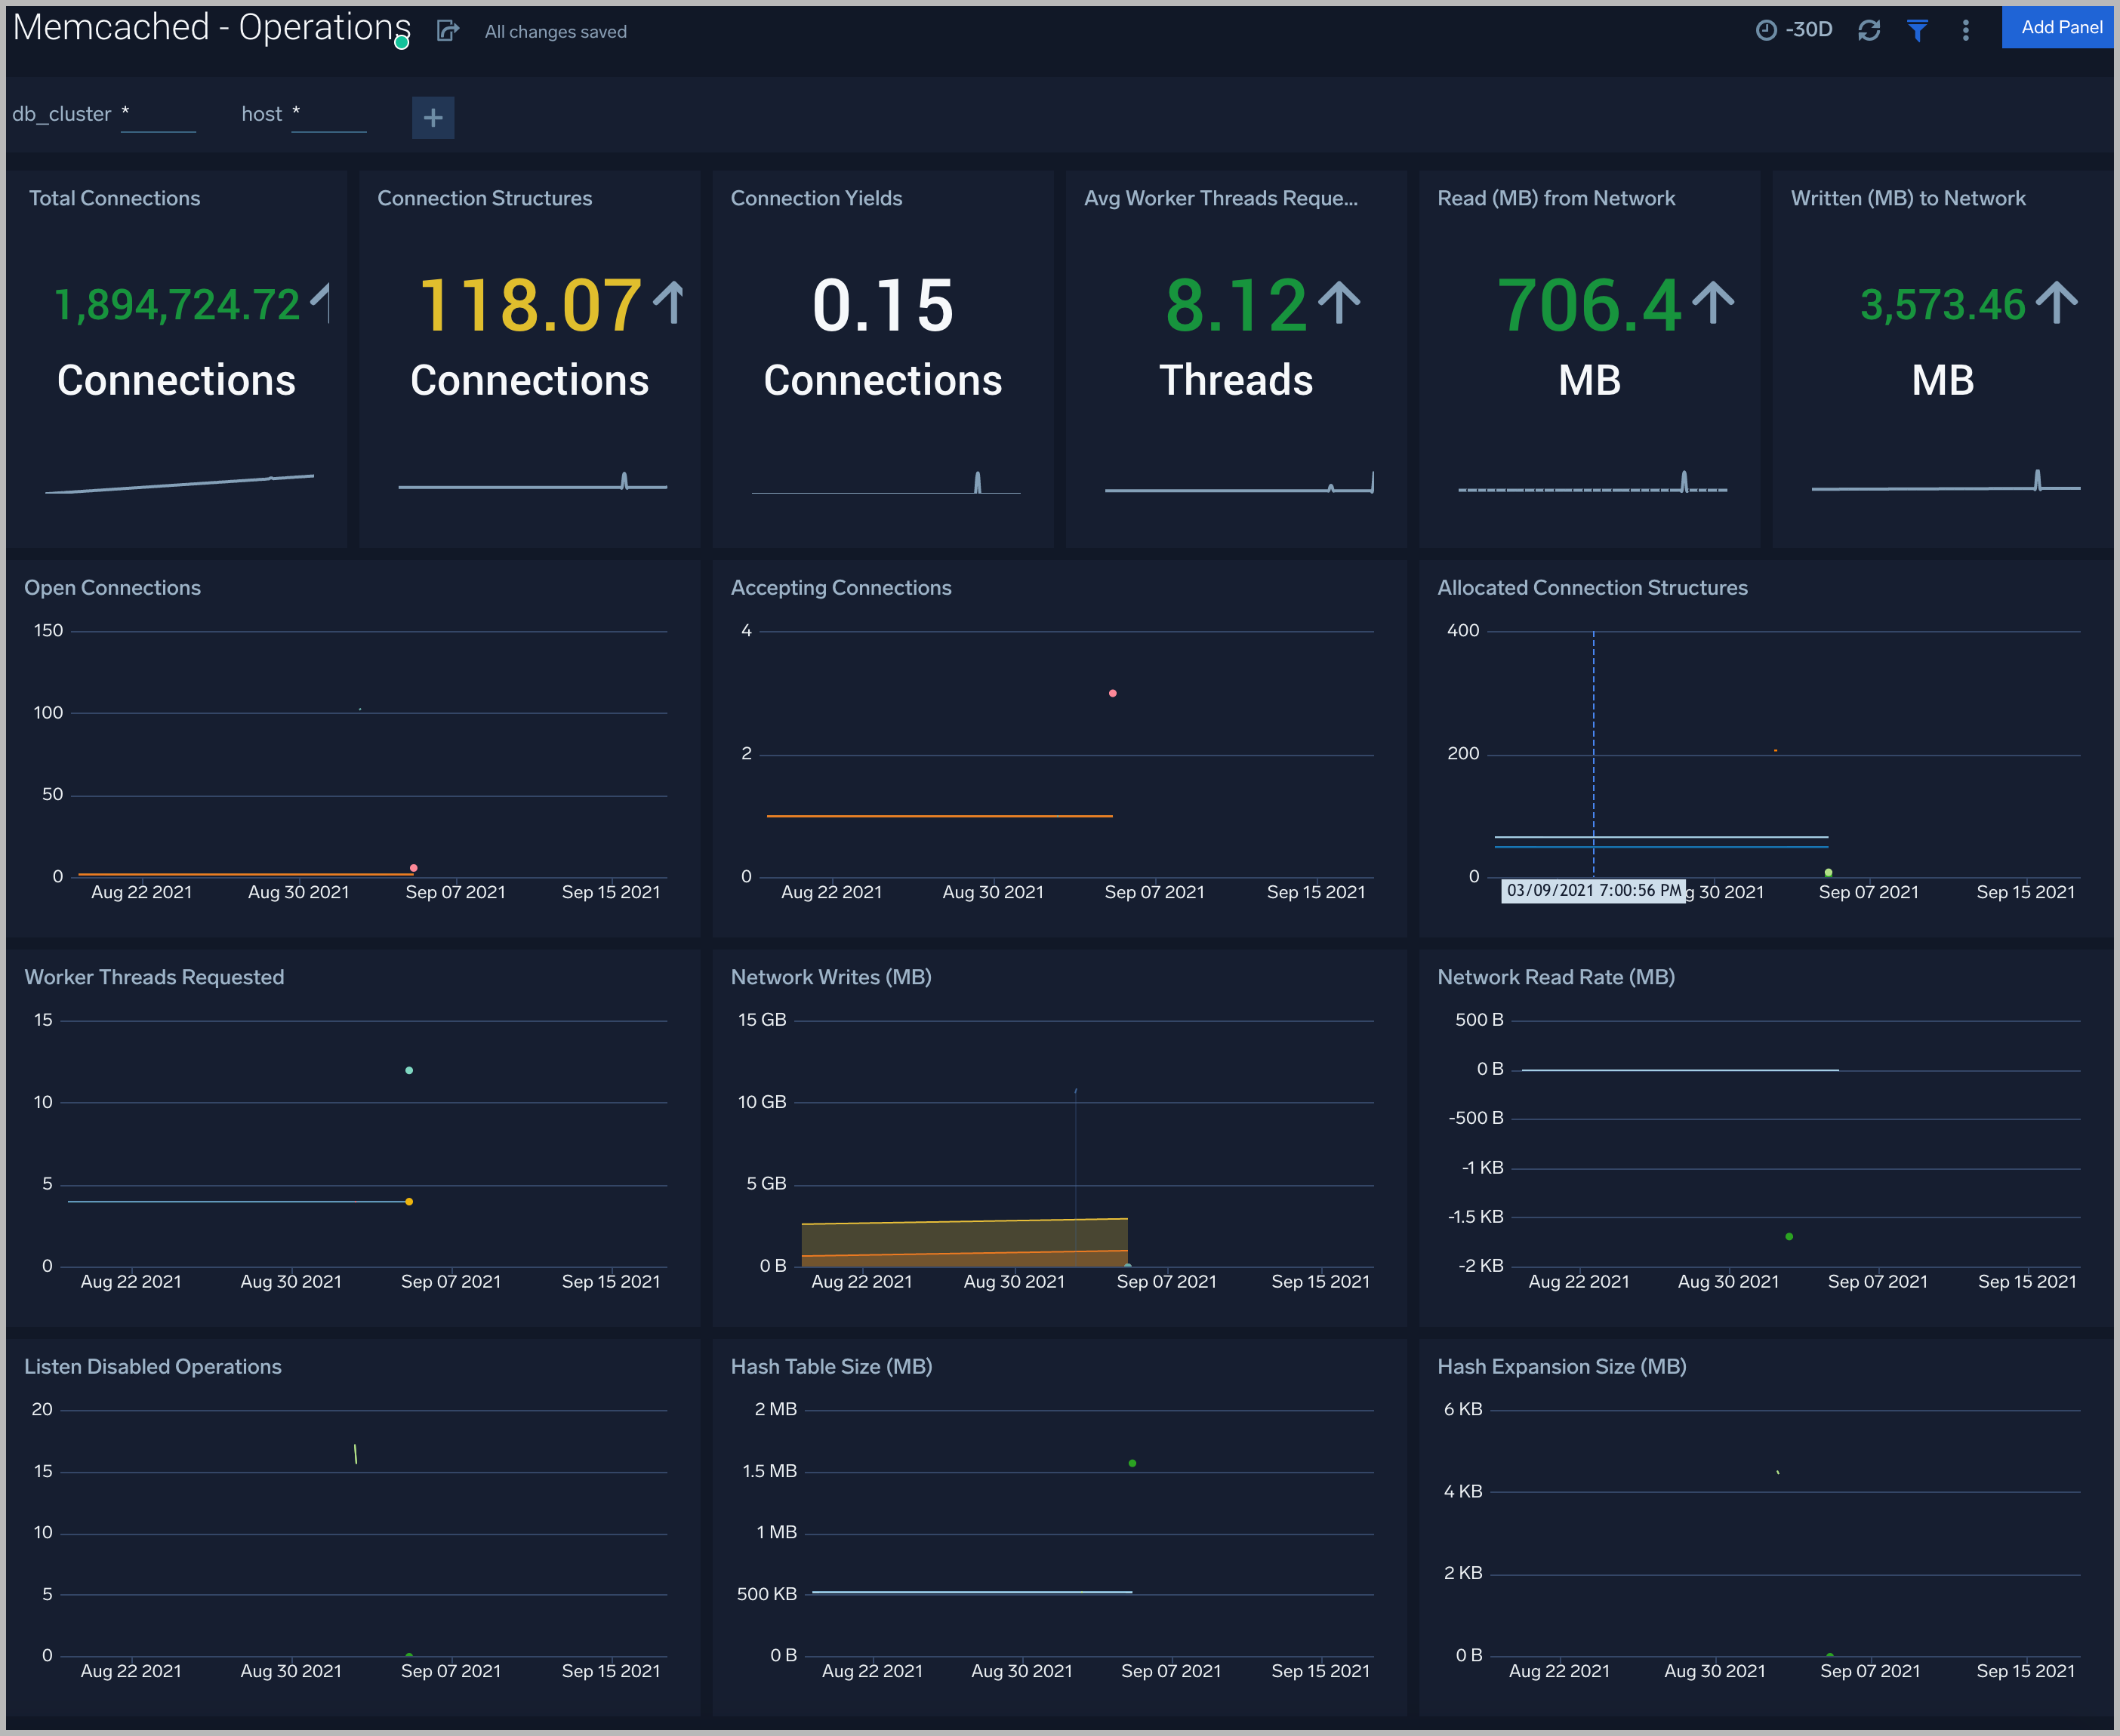 Memcached - Operations All changes saved -30D Add Panel
db_cluster * host * +
Total Connections
1,894,724.72
Connections
Connection Structures
118.07
Connections
Connection Yields
0.15
Connections
Avg Worker Threads Reque...
8.12
Threads
Read (MB) from Network
706.4
MB
Written (MB) to Network
3,573.46
MB
Open Connections
150
100
50
0
Aug 22 2021 Aug 30 2021 Sep 07 2021 Sep 15 2021
Accepting Connections
4
2
0
Aug 22 2021 Aug 30 2021 Sep 07 2021 Sep 15 2021
Allocated Connection Structures
400
200
0
03/09/2021 7:00:56 PM g 30 2021 Sep 07 2021 Sep 15 2021
Worker Threads Requested
15
10
5
0
Aug 22 2021 Aug 30 2021 Sep 07 2021 Sep 15 2021
Network Writes (MB)
15 GB
10 GB
5 GB
0 B
Aug 22 2021 Aug 30 2021 Sep 07 2021 Sep 15 2021
Network Read Rate (MB)
500 B
0 B
-500 B
-1 KB
-1.5 KB
-2 KB
Aug 22 2021 Aug 30 2021 Sep 07 2021 Sep 15 2021
Listen Disabled Operations
20
15
10
5
0
Aug 22 2021 Aug 30 2021 Sep 07 2021 Sep 15 2021
Hash Table Size (MB)
2 MB
1.5 MB
1 MB
500 KB
0 B
Aug 22 2021 Aug 30 2021 Sep 07 2021 Sep 15 2021
Hash Expansion Size (MB)
6 KB
4 KB
2 KB
0 B
Aug 22 2021 Aug 30 2021 Sep 07 2021 Sep 15 2021